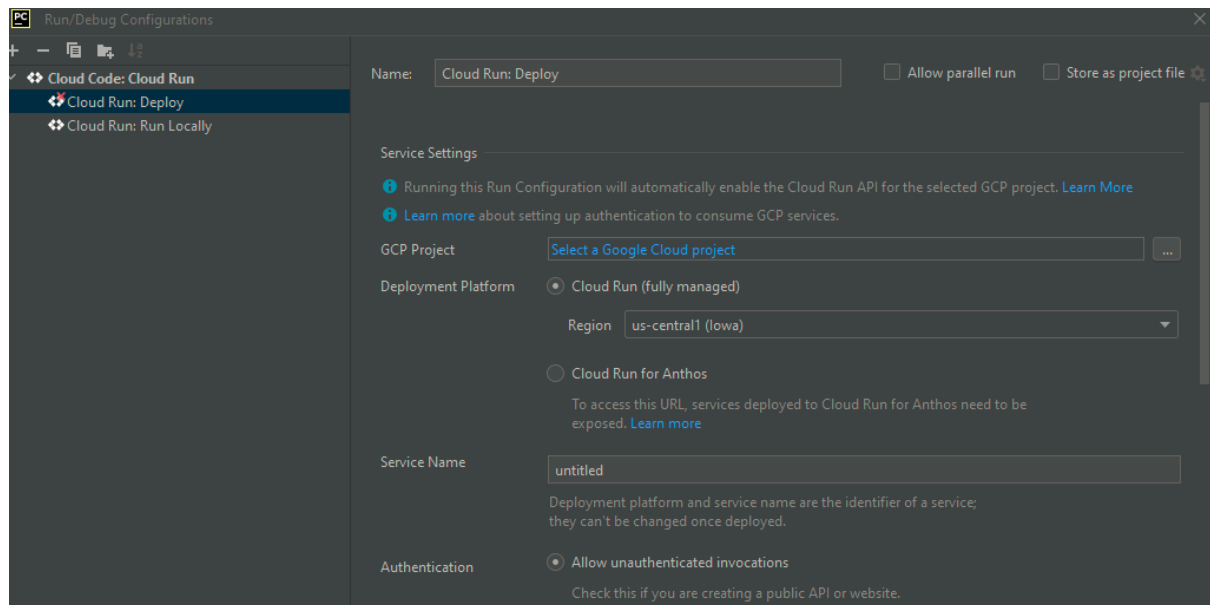 PC Run/Debug Configurations
Cloud Code: Cloud Run
Cloud Run: Deploy
Cloud Run: Run Locally
Name: Cloud Run: Deploy Allow parallel run Store as project file
Service Settings
Running this Run Configuration will automatically enable the Cloud Run API for the selected GCP project. Learn More
Learn more about setting up authentication to consume GCP services.
GCP Project Select a Google Cloud project ...
Deployment Platform Cloud Run (fully managed)
Region us-central1 (Iowa)
Cloud Run for Anthos
To access this URL, services deployed to Cloud Run for Anthos need to be
exposed. Learn more
Service Name untitled
Deployment platform and service name are the identifier of a service;
they can't be changed once deployed.
Authentication Allow unauthenticated invocations
Check this if you are creating a public API or website.